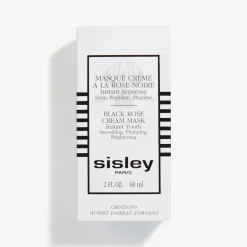 MASQUE CRÈME
À LA ROSE NOIRE
Instant Jeunesse
Lisse, Repulpe, Illumine
BLACK ROSE
CREAM MASK
Instant Youth
Smoothing, Plumping,
Brightening
sisley
PARIS
2 FL.OZ. 60 ml
CREATIONS
HUBERT ISABELLE d'ORNANO